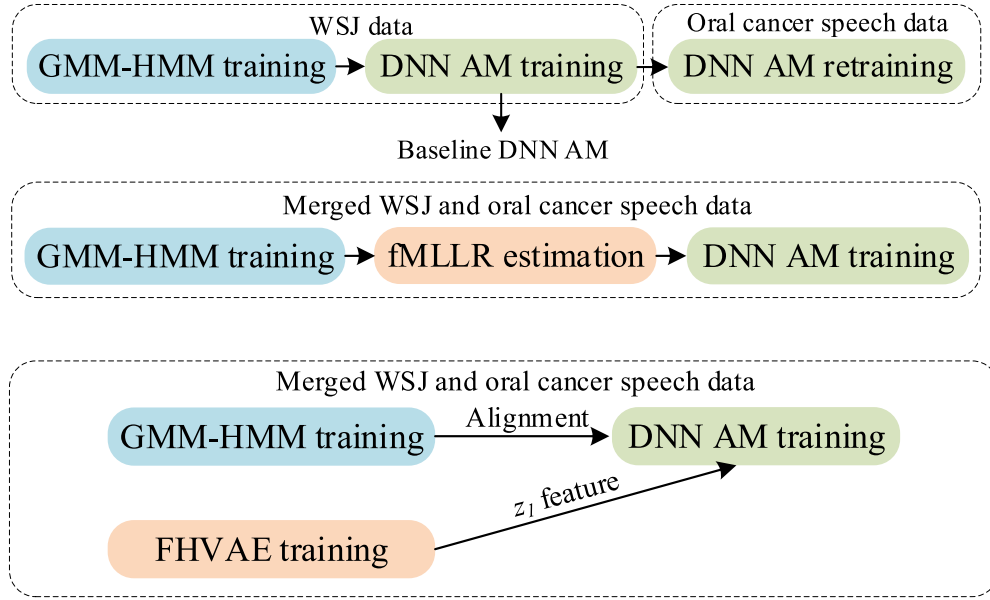 WSJ data
Oral cancer speech data
GMM-HMM training
DNN AM training
DNN AM retraining
Baseline DNN AM
Merged WSJ and oral cancer speech data
GMM-HMM training
fMLLR estimation
DNN AM training
Merged WSJ and oral cancer speech data
GMM-HMM training
Alignment
DNN AM training
z1 feature
FHVAE training